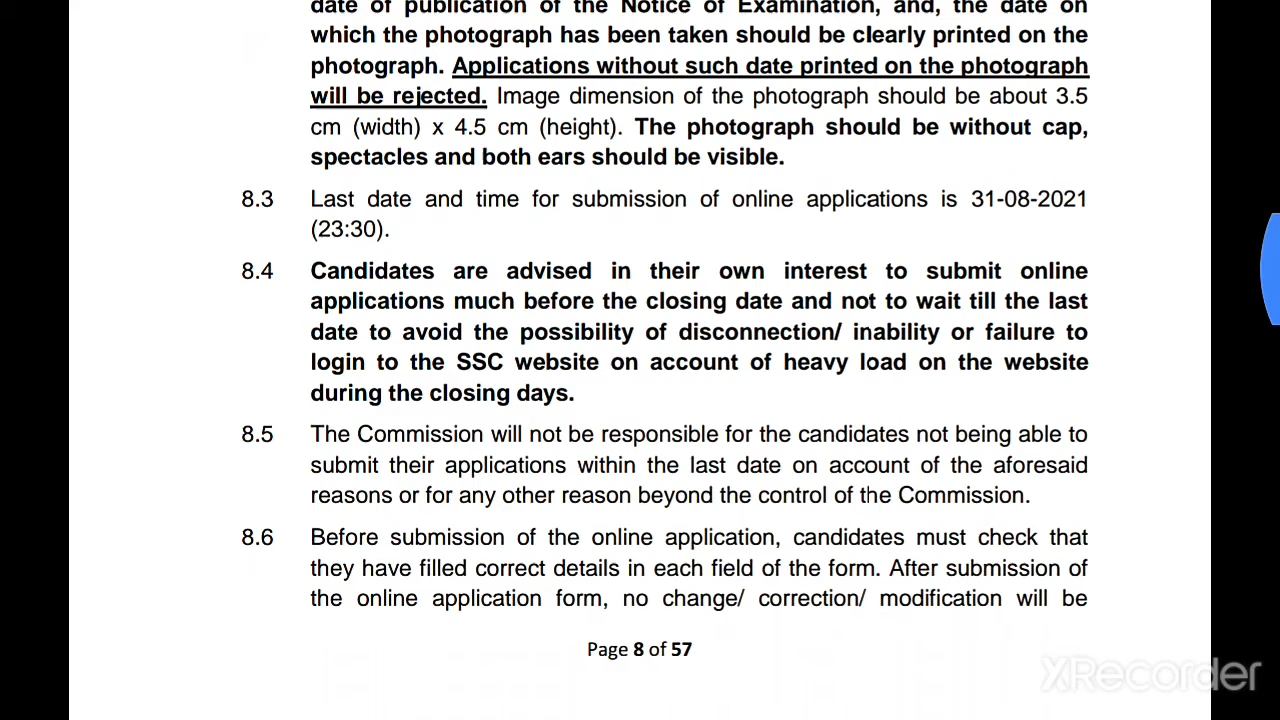 date of publication of the Notice of Examination, and, the date on
which the photograph has been taken should be clearly printed on the
photograph. Applications without such date printed on the photograph
will be rejected. Image dimension of the photograph should be about 3.5
cm (width) x 4.5 cm (height). The photograph should be without cap,
spectacles and both ears should be visible.
8.3 Last date and time for submission of online applications is 31-08-2021
(23:30).
8.4 Candidates are advised in their own interest to submit online
applications much before the closing date and not to wait till the last
date to avoid the possibility of disconnection/ inability or failure to
login to the SSC website on account of heavy load on the website
during the closing days.
8.5 The Commission will not be responsible for the candidates not being able to
submit their applications within the last date on account of the aforesaid
reasons or for any other reason beyond the control of the Commission.
8.6 Before submission of the online application, candidates must check that
they have filled correct details in each field of the form. After submission of
the online application form, no change/ correction/ modification will be
Page 8 of 57
XRecorder